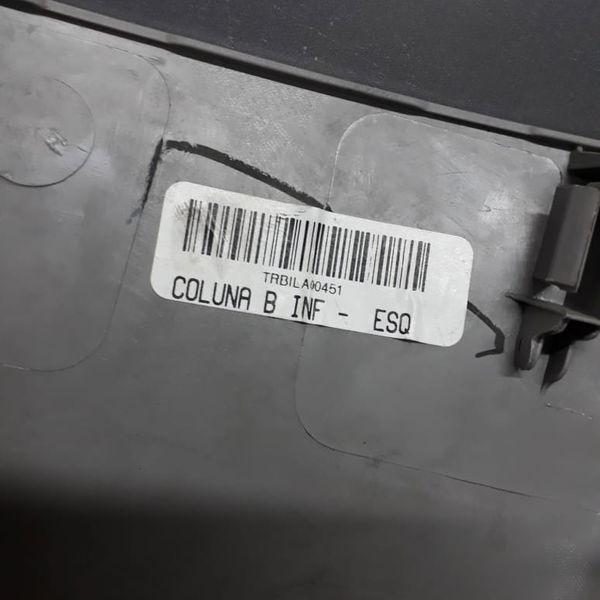 TRBILA00451
COLUNA B INF - ESQ